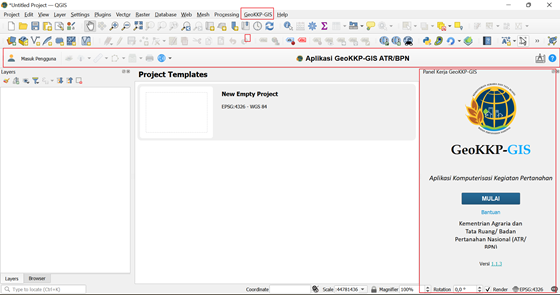 *Untitled Project — QGIS
Project Edit View Layer Settings Plugins Vector Raster Database Web Mesh Processing GeoKKP-GIS Help
Masuk Pengguna
Aplikasi GeoKKP-GIS ATR/BPN
Layers
Project Templates
New Empty Project
EPSG:4326 - WGS 84
Panel Kerja GeoKKP-GIS
GeoKKP-GIS
Aplikasi Komputerisasi Kegiatan Pertanahan
MULAI
Bantuan
Kementerian Agraria dan
Tata Ruang/ Badan
Pertanahan Nasional (ATR/
BPN)
Versi
Layers Browser
Type to locate (Ctrl+K)
Coordinate
Scale 44781436
Magnifier 100%
Rotation 0,0 °
Render
EPSG:4326